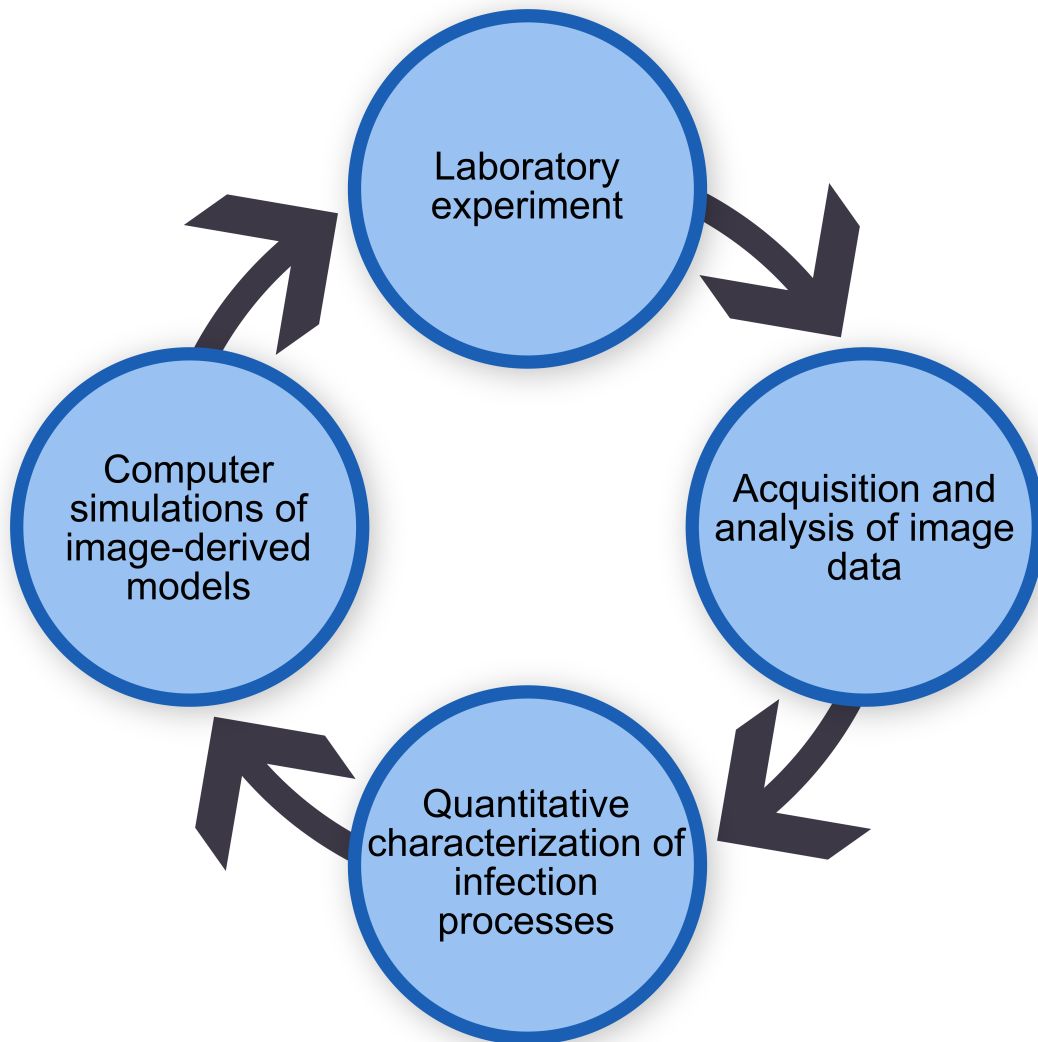 Laboratory
experiment
Acquisition and
analysis of image
data
Quantitative
characterization of
infection
processes
Computer
simulations of
image-derived
models